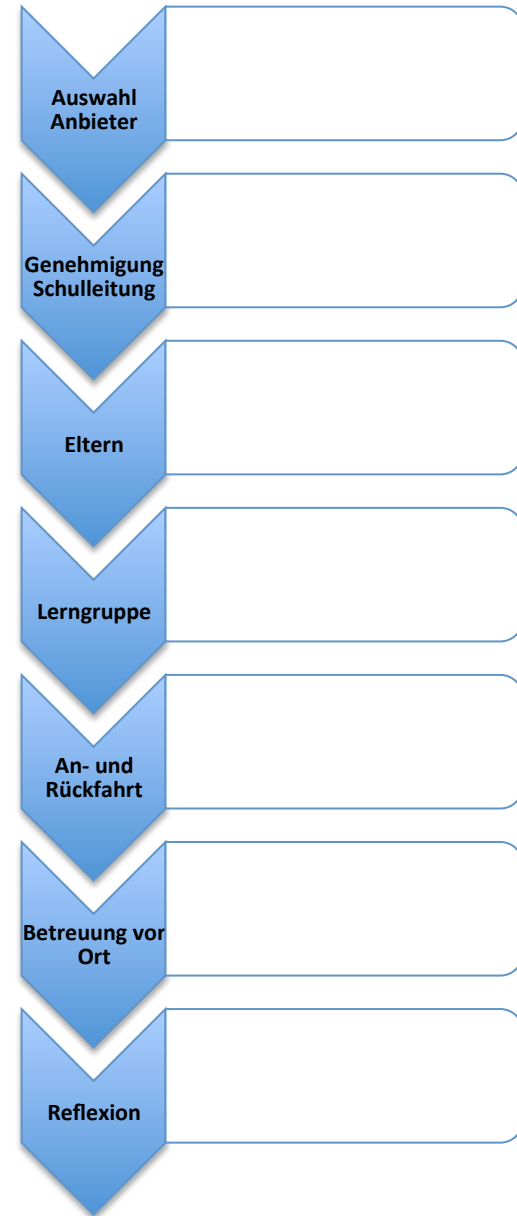 Auswahl
Anbieter
Genehmigung
Schulleitung
Eltern
Lerngruppe
An- und
Rückfahrt
Betreuung vor
Ort
Reflexion